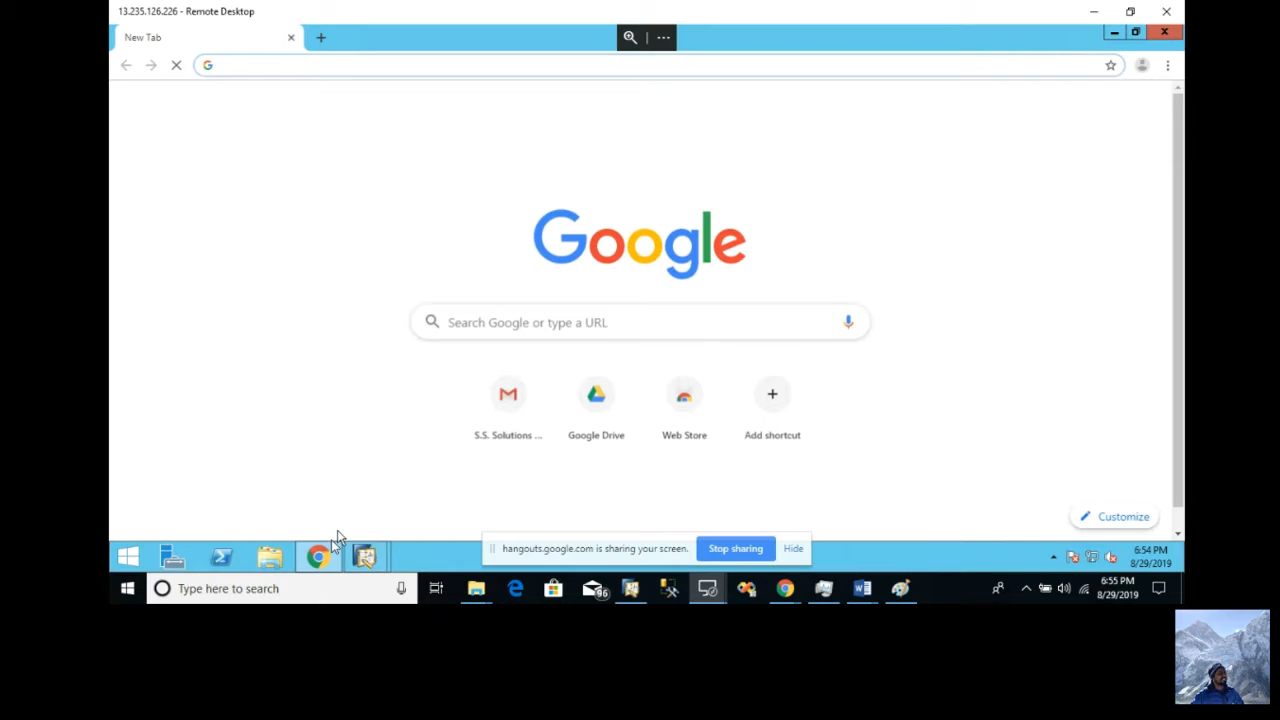 13.235.126.226 - Remote Desktop
New Tab
Google
Search Google or type a URL
S.S. Solutions ...
Google Drive
Web Store
Add shortcut
Customize
hangouts.google.com is sharing your screen.
Stop sharing
Hide
6:54 PM
8/29/2019
Type here to search
96
6:55 PM
8/29/2019